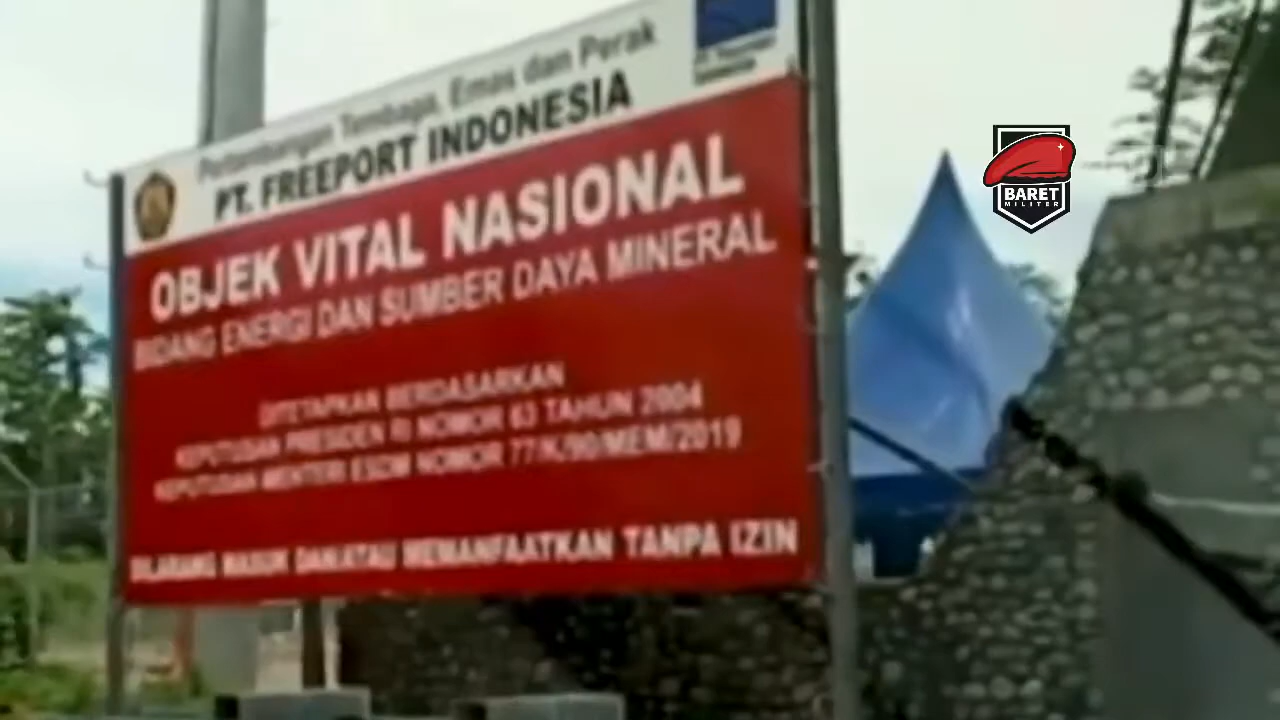 Pertambangan Tembaga, Emas dan Perak
PT. FREEPORT INDONESIA
OBJEK VITAL NASIONAL
BIDANG ENERGI DAN SUMBER DAYA MINERAL
DITETAPKAN BERDASARKAN
KEPUTUSAN PRESIDEN RI NOMOR 63 TAHUN 2004
KEPUTUSAN MENTERI ESDM NOMOR 77/K/90/MEM/2019
DILARANG MASUK DAN/ATAU MEMANFAATKAN TANPA IZIN
BARET
MILITER